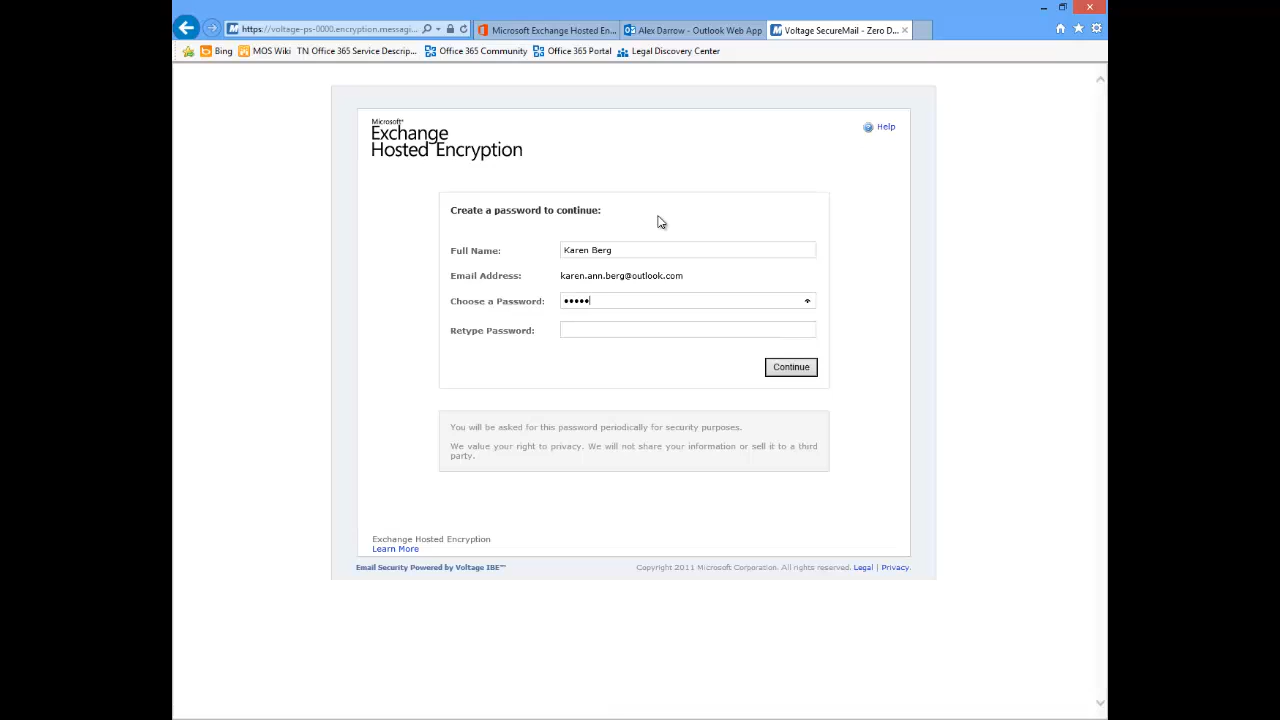 https://voltage-ps-0000.encryption.messagi...
Microsoft Exchange Hosted En...
Alex Darrow - Outlook Web App
Voltage SecureMail - Zero D...
Bing
MOS Wiki
TN Office 365 Service Descrip...
Office 365 Community
Office 365 Portal
Legal Discovery Center
Microsoft®
Exchange
Hosted Encryption
Help
Create a password to continue:
Full Name: Karen Berg
Email Address: karen.ann.berg@outlook.com
Choose a Password: •••••
Retype Password:
Continue
You will be asked for this password periodically for security purposes.
We value your right to privacy. We will not share your information or sell it to a third
party.
Exchange Hosted Encryption
Learn More
Email Security Powered by Voltage IBE™
Copyright 2011 Microsoft Corporation. All rights reserved. Legal | Privacy.